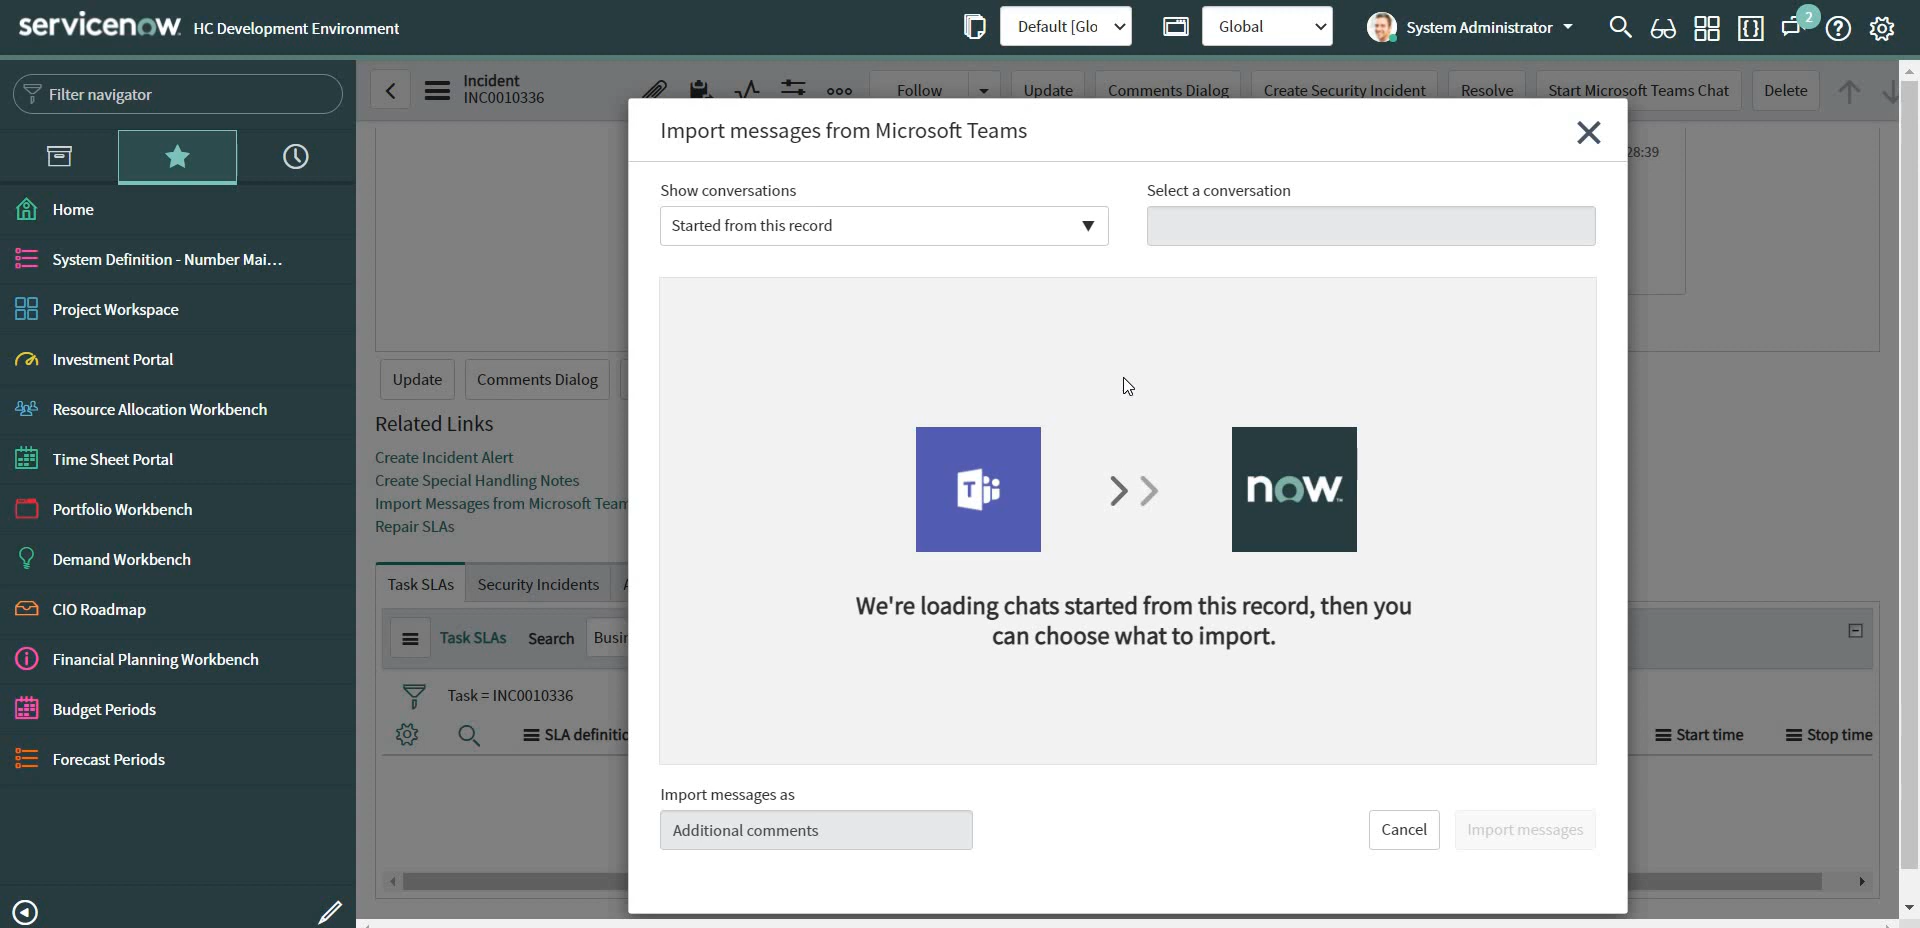 servicenow. HC Development Environment
Default [Glo
Global
System Administrator
2
Filter navigator
Home
System Definition - Number Mai...
Project Workspace
Investment Portal
Resource Allocation Workbench
Time Sheet Portal
Portfolio Workbench
Demand Workbench
CIO Roadmap
Financial Planning Workbench
Budget Periods
Forecast Periods
Incident
INC0010336
Follow
Update
Comments Dialog
Create Security Incident
Resolve
Start Microsoft Teams Chat
Delete
28:39
Update
Comments Dialog
Related Links
Create Incident Alert
Create Special Handling Notes
Import Messages from Microsoft Team
Repair SLAs
Task SLAs
Security Incidents
Task SLAs Search Busi
Task = INC0010336
SLA definitio
Start time
Stop time
Import messages from Microsoft Teams
Show conversations
Started from this record
Select a conversation
T
now
We're loading chats started from this record, then you
can choose what to import.
Import messages as
Additional comments
Cancel
Import messages